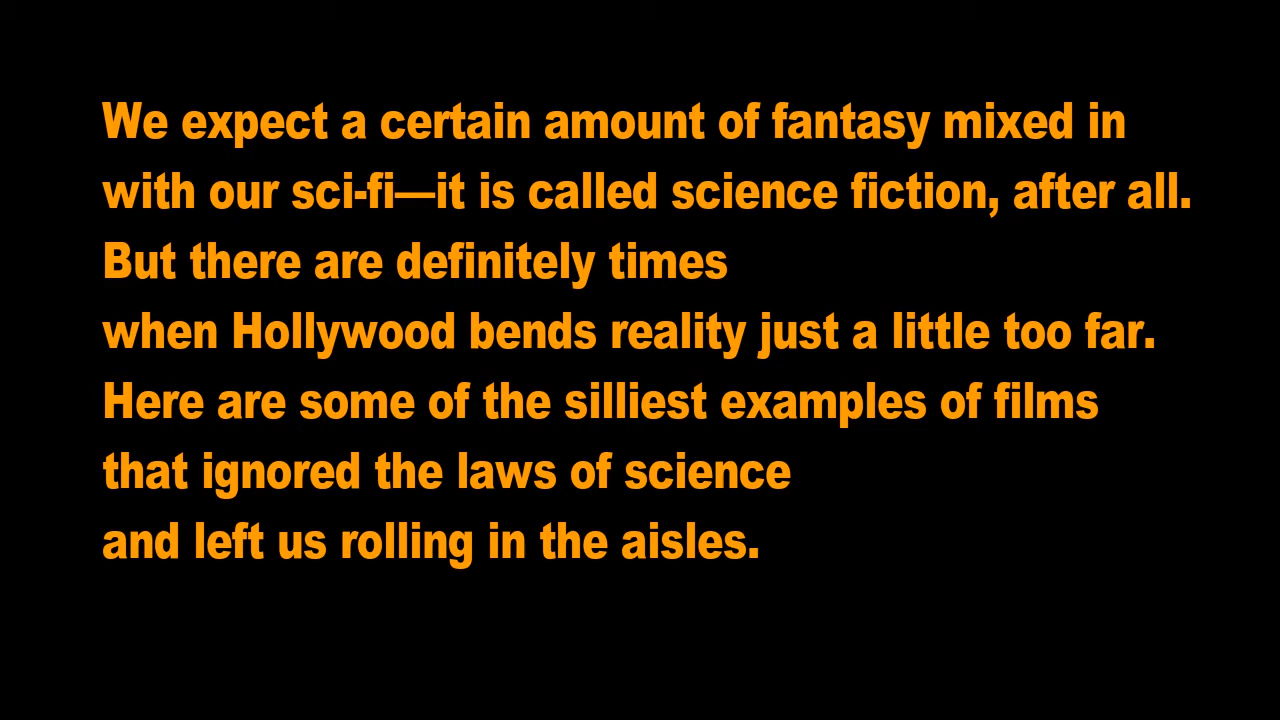 We expect a certain amount of fantasy mixed in
with our sci-fi—it is called science fiction, after all.
But there are definitely times
when Hollywood bends reality just a little too far.
Here are some of the silliest examples of films
that ignored the laws of science
and left us rolling in the aisles.